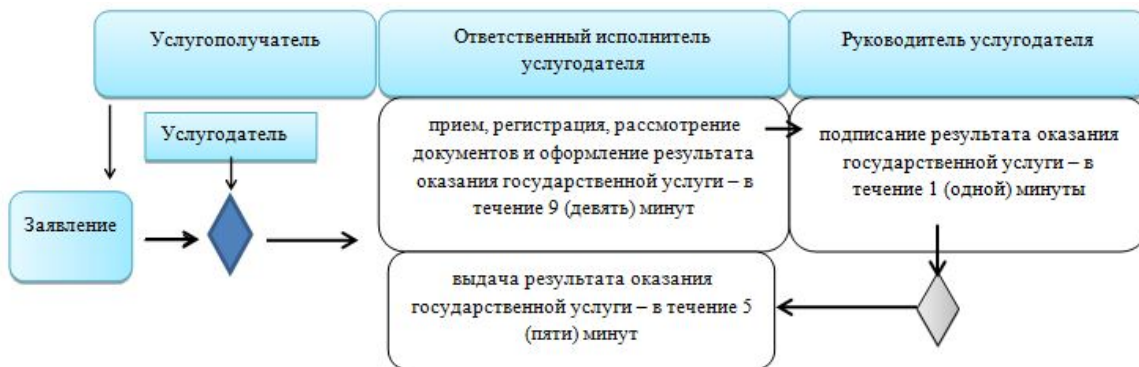 Услугополучатель
Ответственный исполнитель
услугодателя
Руководитель услугодателя
Услугодатель
Заявление
прием, регистрация, рассмотрение
документов и оформление результата
оказания государственной услуги – в
течение 9 (девять) минут
подписание результата оказания
государственной услуги – в
течение 1 (одной) минуты
выдача результата оказания
государственной услуги – в течение 5
(пяти) минут